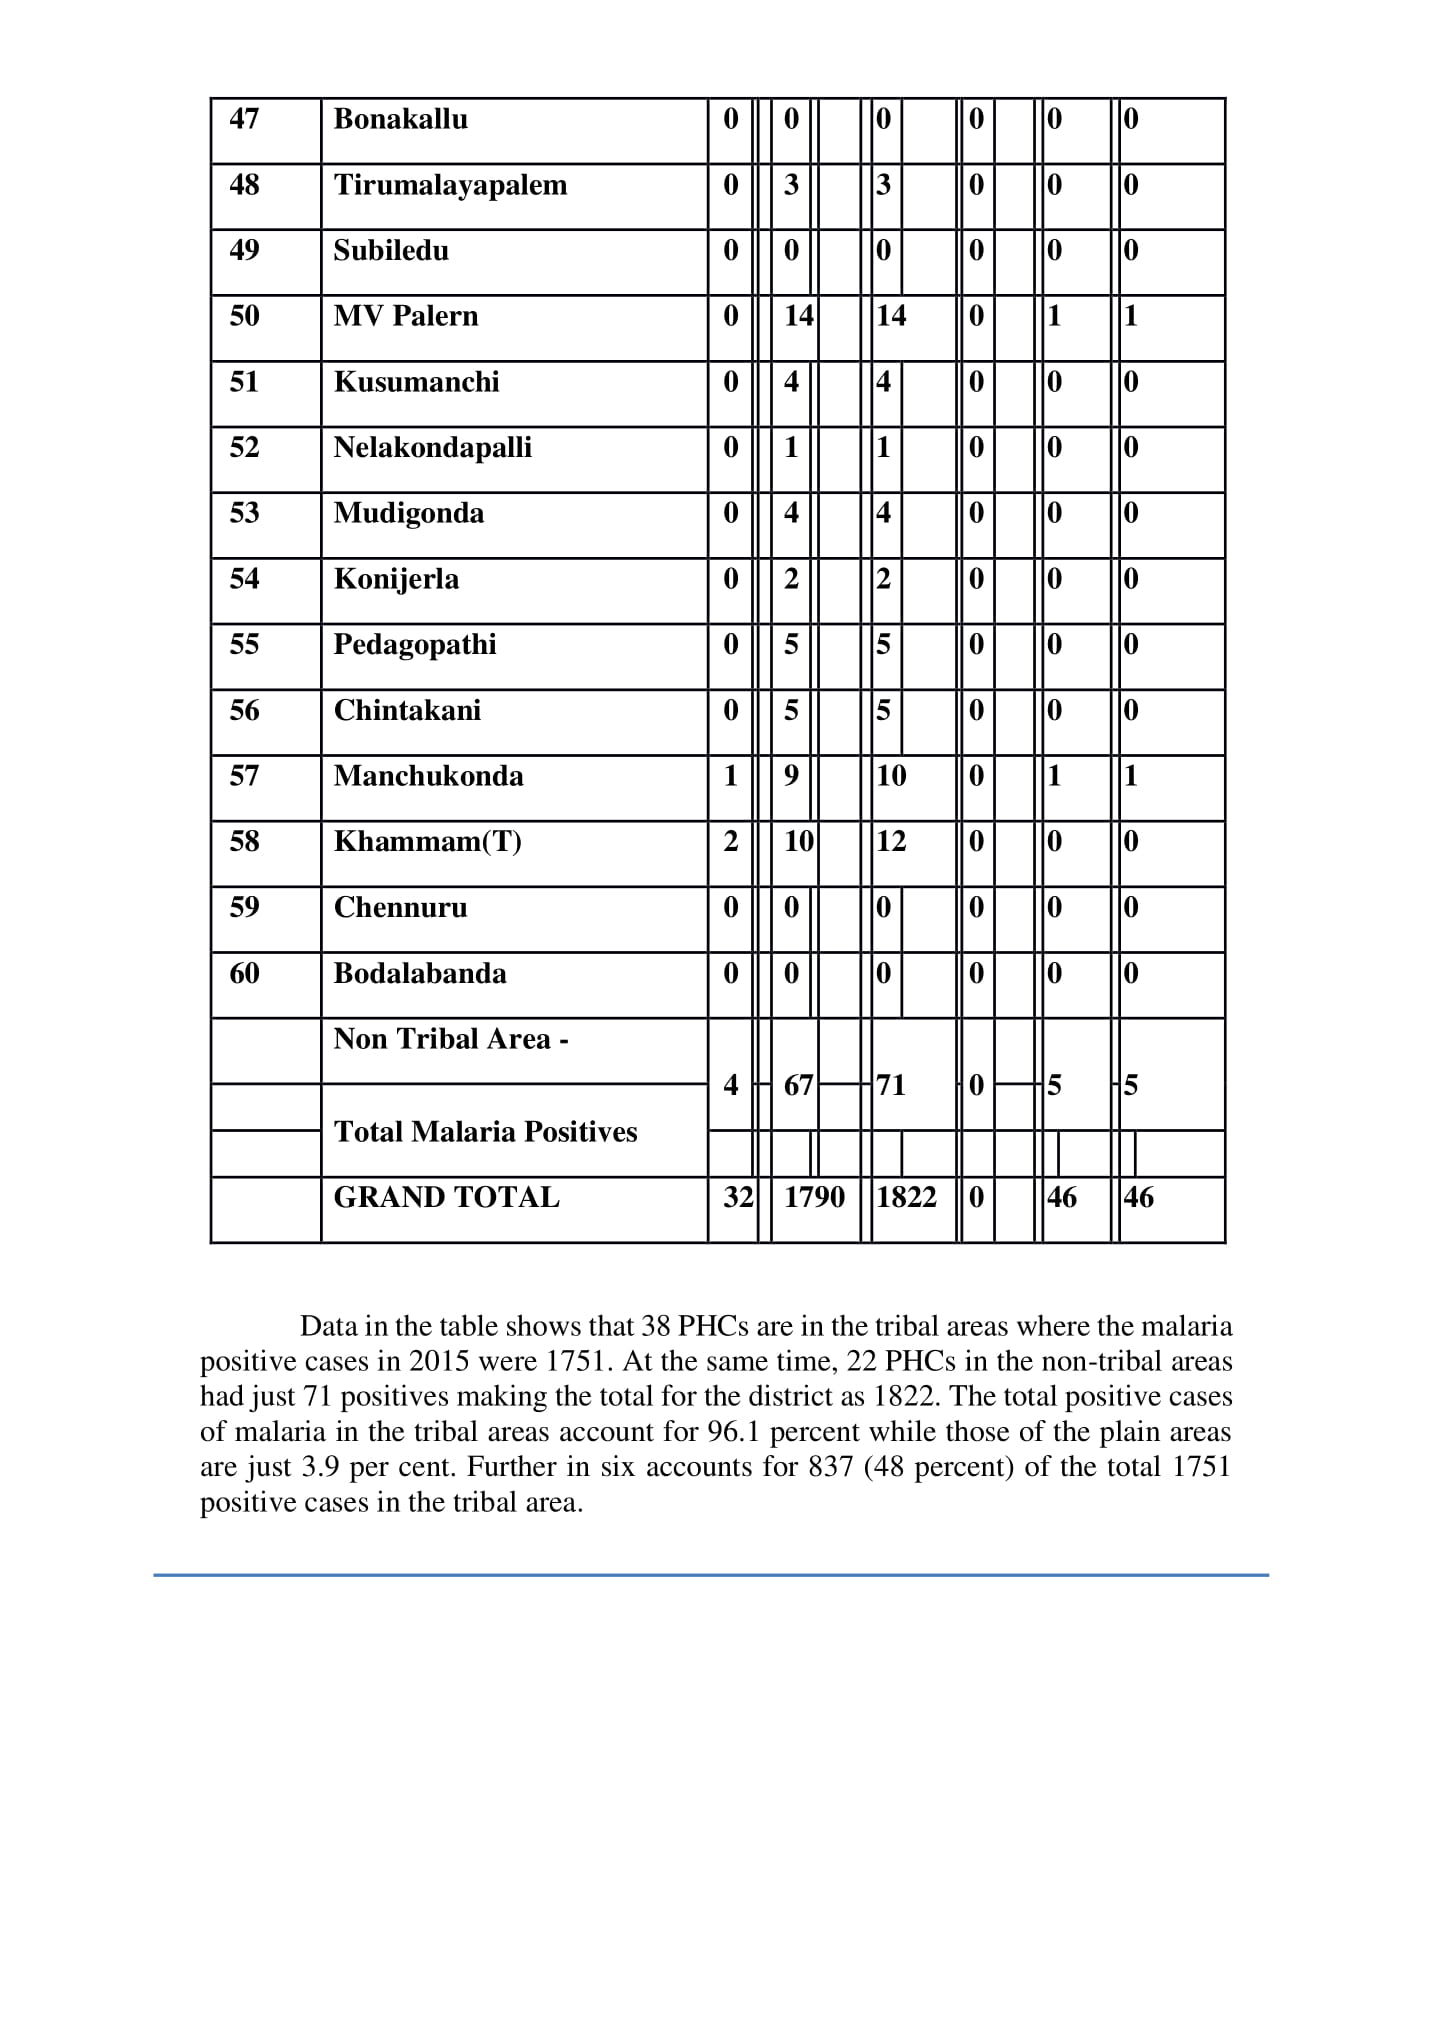 47 Bonakallu 0 0 0 0 0 0
48 Tirumalayapalem 0 3 3 0 0 0
49 Subiledu 0 0 0 0 0 0
50 MV Palern 0 14 14 0 1 1
51 Kusumanchi 0 4 4 0 0 0
52 Nelakondapalli 0 1 1 0 0 0
53 Mudigonda 0 4 4 0 0 0
54 Konijerla 0 2 2 0 0 0
55 Pedagopathi 0 5 5 0 0 0
56 Chintakani 0 5 5 0 0 0
57 Manchukonda 1 9 10 0 1 1
58 Khammam(T) 2 10 12 0 0 0
59 Chennuru 0 0 0 0 0 0
60 Bodalabanda 0 0 0 0 0 0
Non Tribal Area -
4 67 71 0 5 5
Total Malaria Positives
GRAND TOTAL 32 1790 1822 0 46 46
Data in the table shows that 38 PHCs are in the tribal areas where the malaria
positive cases in 2015 were 1751. At the same time, 22 PHCs in the non-tribal areas
had just 71 positives making the total for the district as 1822. The total positive cases
of malaria in the tribal areas account for 96.1 percent while those of the plain areas
are just 3.9 per cent. Further in six accounts for 837 (48 percent) of the total 1751
positive cases in the tribal area.